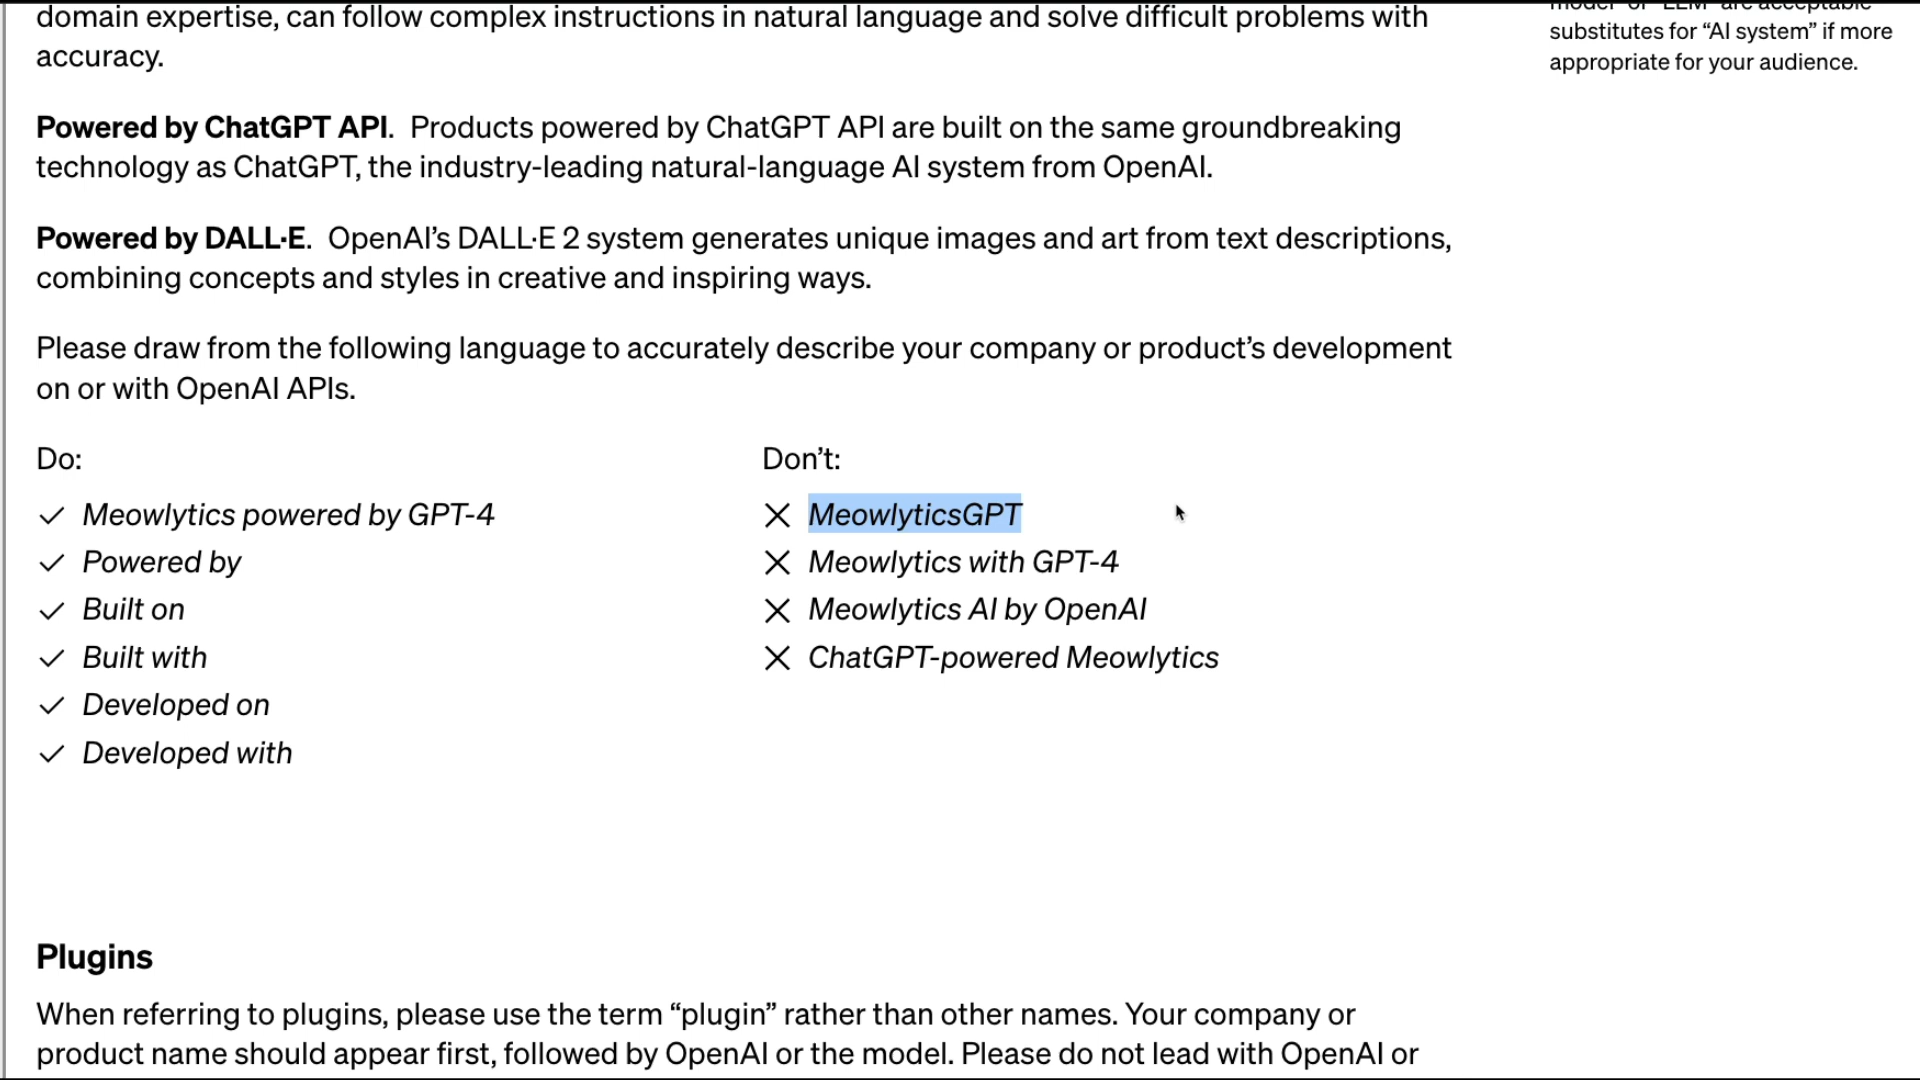 domain expertise, can follow complex instructions in natural language and solve difficult problems with
accuracy.
Powered by ChatGPT API.  Products powered by ChatGPT API are built on the same groundbreaking
technology as ChatGPT, the industry-leading natural-language AI system from OpenAI.
Powered by DALL·E.  OpenAI’s DALL·E 2 system generates unique images and art from text descriptions,
combining concepts and styles in creative and inspiring ways.
Please draw from the following language to accurately describe your company or product’s development
on or with OpenAI APIs.
Do:
Meowlytics powered by GPT-4
Powered by
Built on
Built with
Developed on
Developed with
Don’t:
MeowlyticsGPT
Meowlytics with GPT-4
Meowlytics AI by OpenAI
ChatGPT-powered Meowlytics
Plugins
When referring to plugins, please use the term “plugin” rather than other names. Your company or
product name should appear first, followed by OpenAI or the model. Please do not lead with OpenAI or
model” or “LLM” are acceptable
substitutes for “AI system” if more
appropriate for your audience.